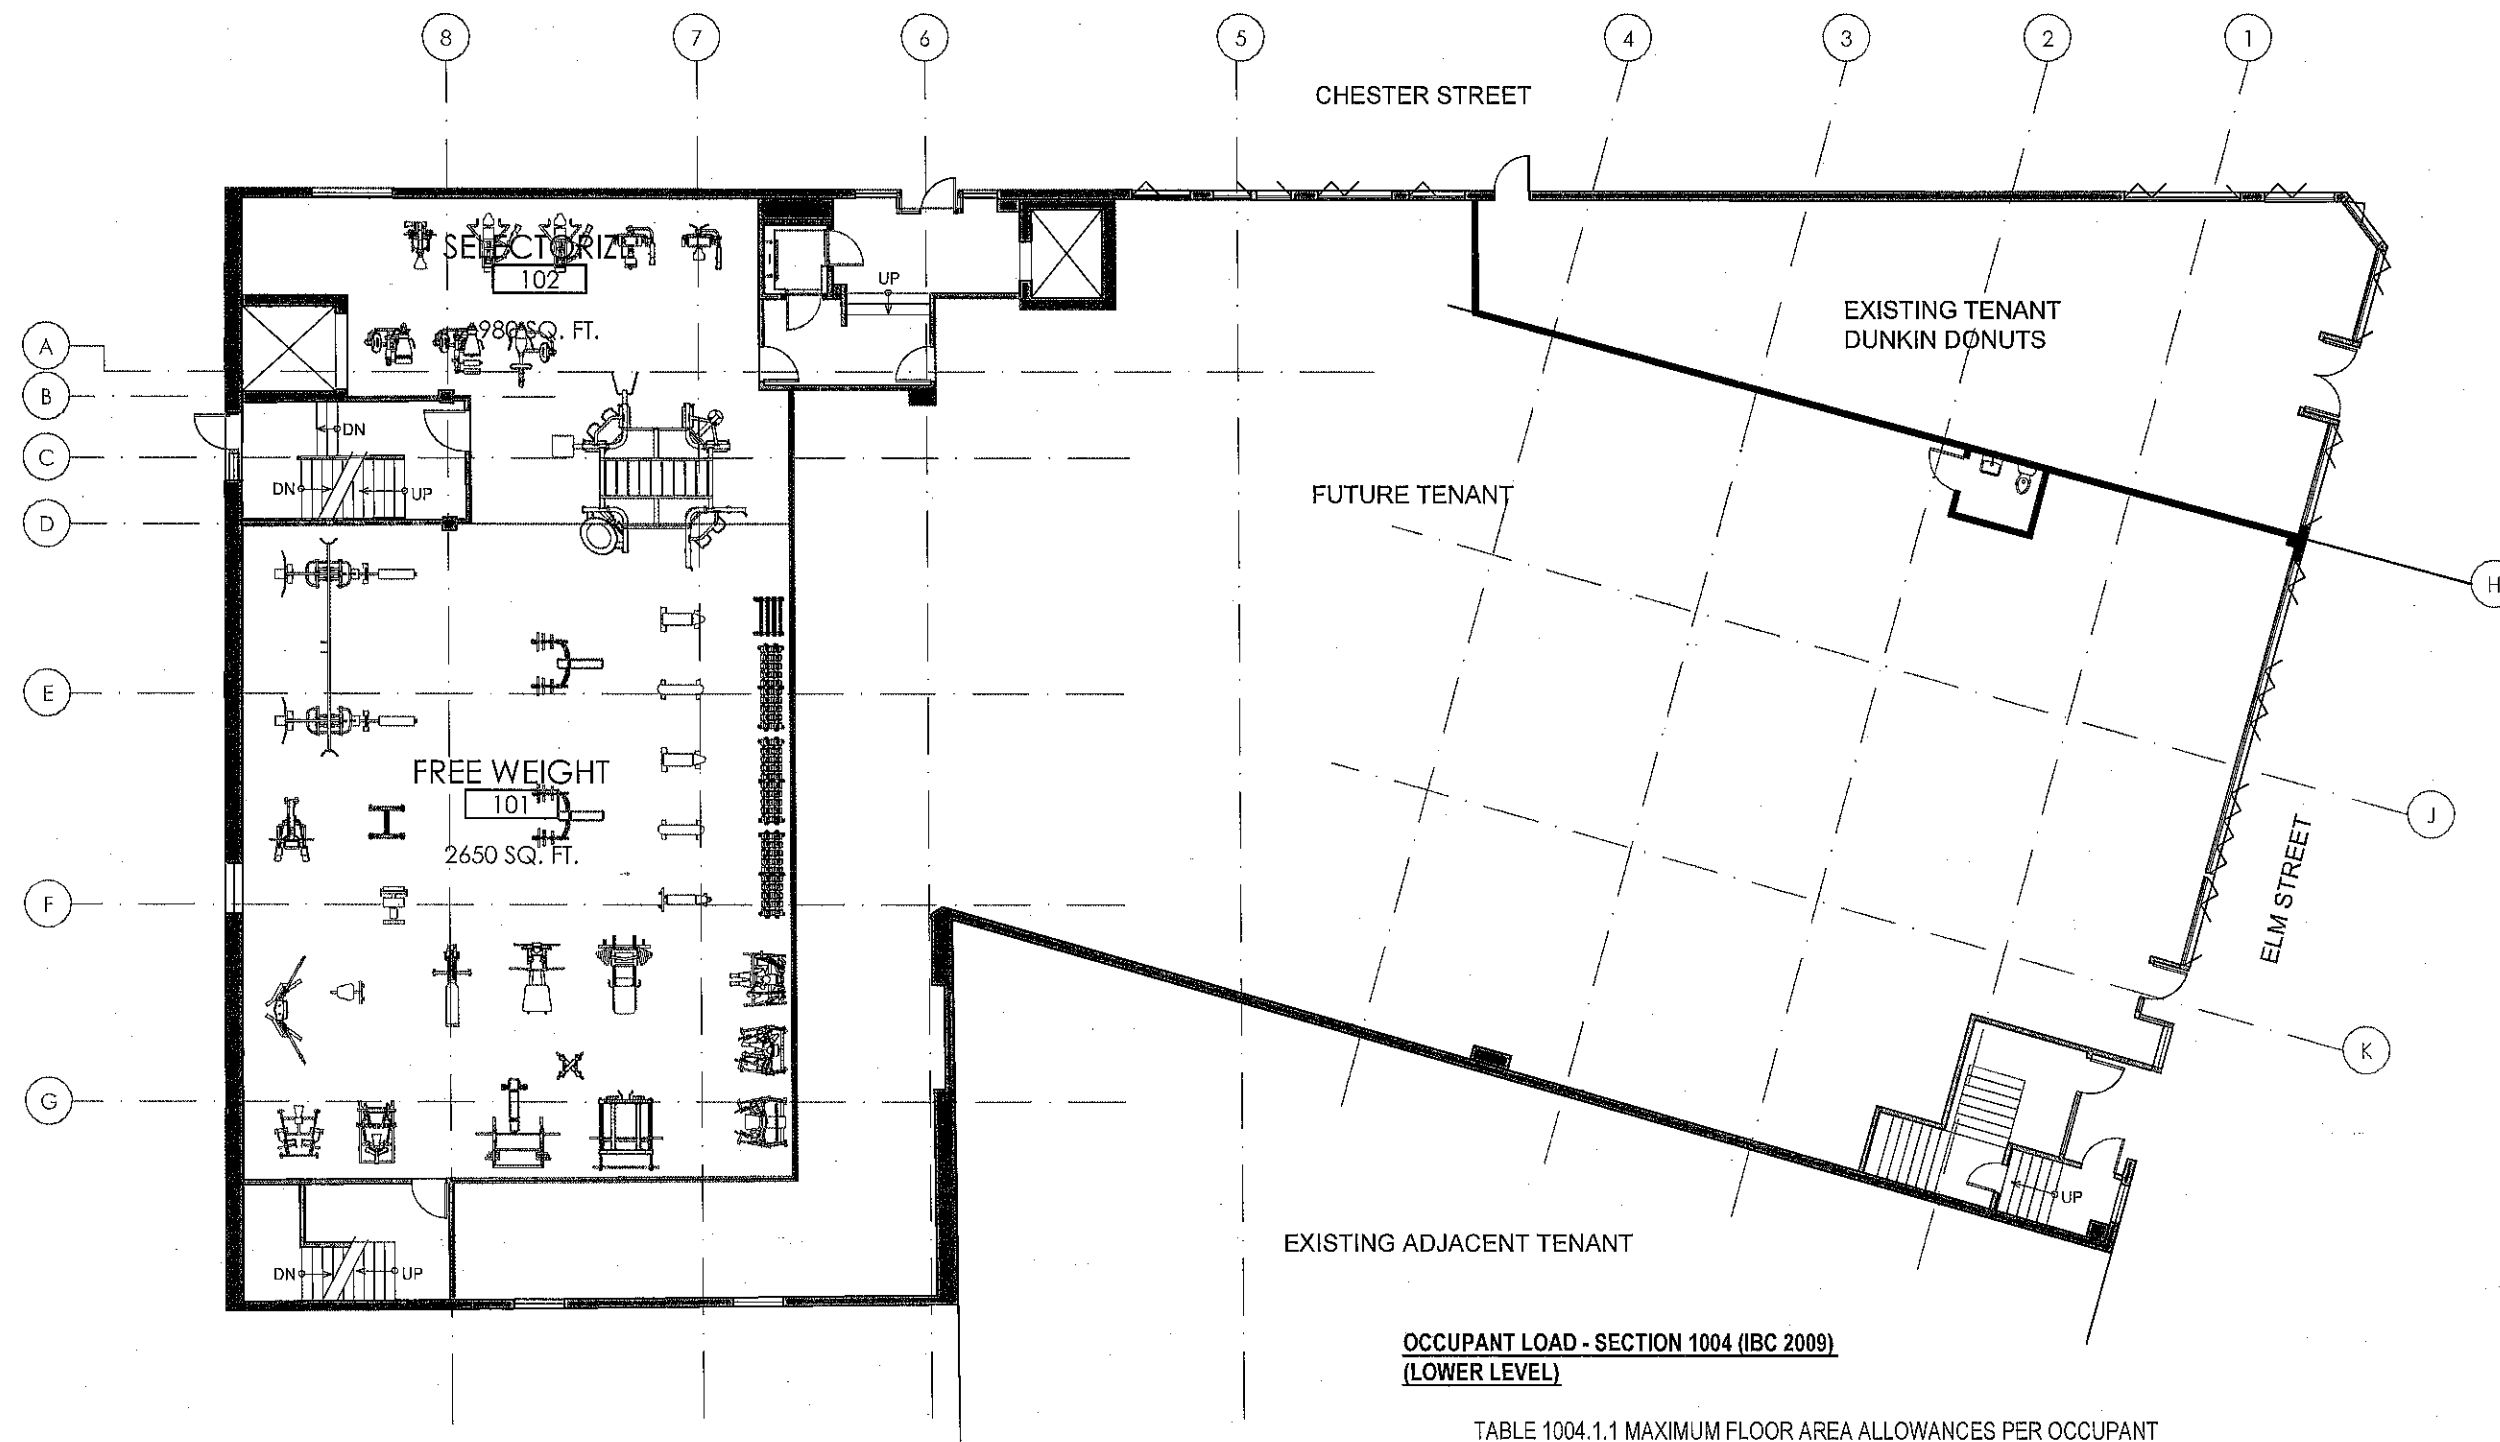 8 7 6 5 4 3 2 1
CHESTER STREET
102
UP
980 SQ. FT.
EXISTING TENANT
DUNKIN DONUTS
A
B
DN
C
DN UP
FUTURE TENANT
D
H
E
FREE WEIGHT
101
2650 SQ. FT.
J
ELM STREET
F
K
G
UP
DN UP
EXISTING ADJACENT TENANT
OCCUPANT LOAD - SECTION 1004 (IBC 2009)
(LOWER LEVEL)
TABLE 1004.1.1 MAXIMUM FLOOR AREA ALLOWANCES PER OCCUPANT